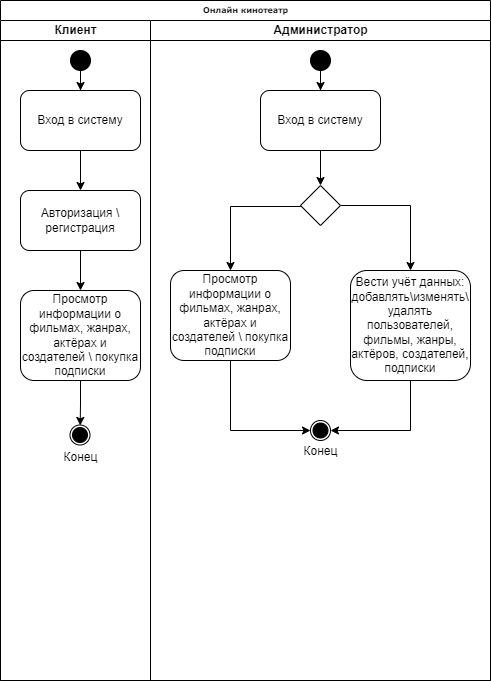 Онлайн кинотеатр
Клиент
Администратор
Вход в систему
Авторизация \
регистрация
Просмотр
информации о
фильмах, жанрах,
актёрах и
создателей \ покупка
подписки
Конец
Вход в систему
Просмотр
информации о
фильмах, жанрах,
актёрах и
создателей \ покупка
подписки
Вести учёт данных:
добавлять\изменять\
удалять
пользователей,
фильмы, жанры,
актёров, создателей,
подписки
Конец